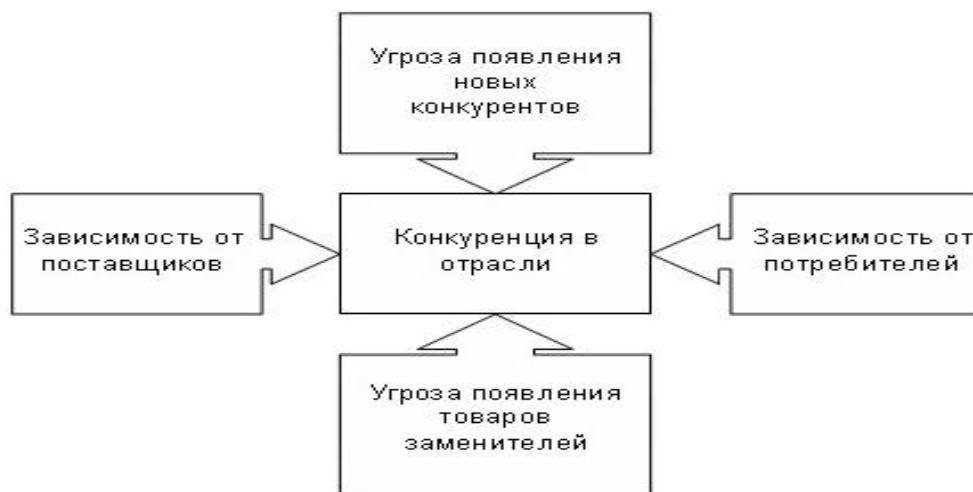 Угроза появления
новых
конкурентов
Зависимость от
поставщиков
Конкуренция в
отрасли
Зависимость от
потребителей
Угроза появления
товаров
заменителей